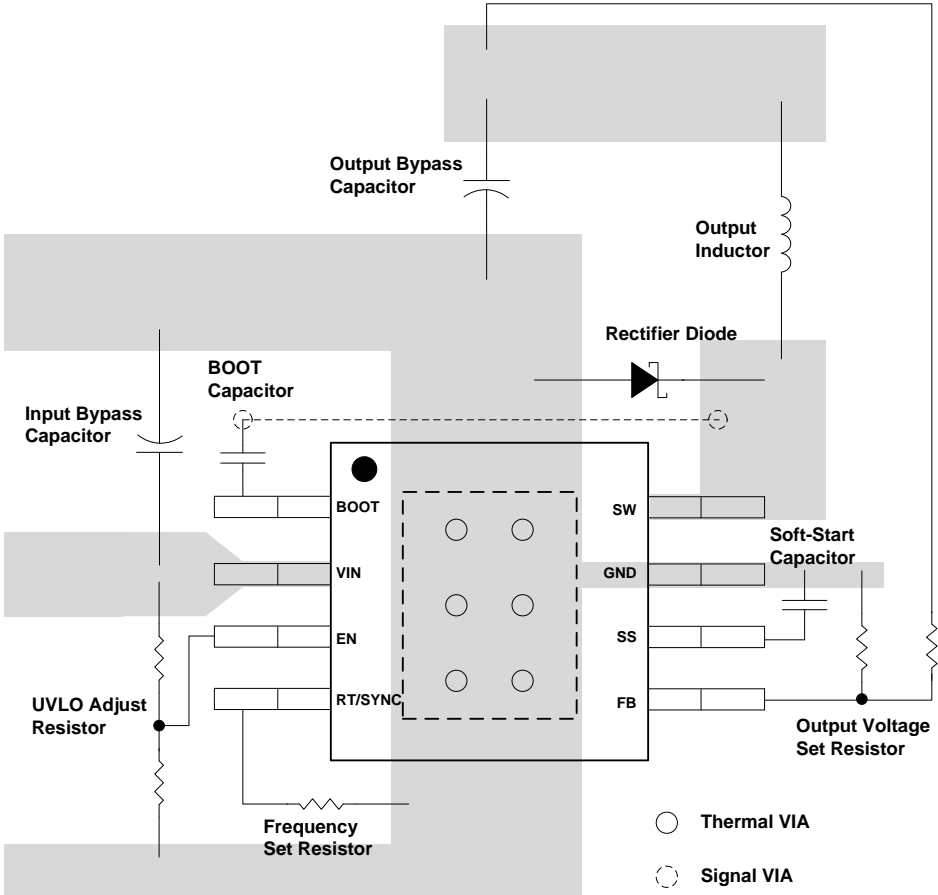 Output Bypass
Capacitor
Output
Inductor
Rectifier Diode
BOOT
Capacitor
Input Bypass
Capacitor
BOOT
SW
Soft-Start
Capacitor
VIN
GND
EN
SS
RT/SYNC
FB
UVLO Adjust
Resistor
Output Voltage
Set Resistor
Frequency
Set Resistor
Thermal VIA
Signal VIA